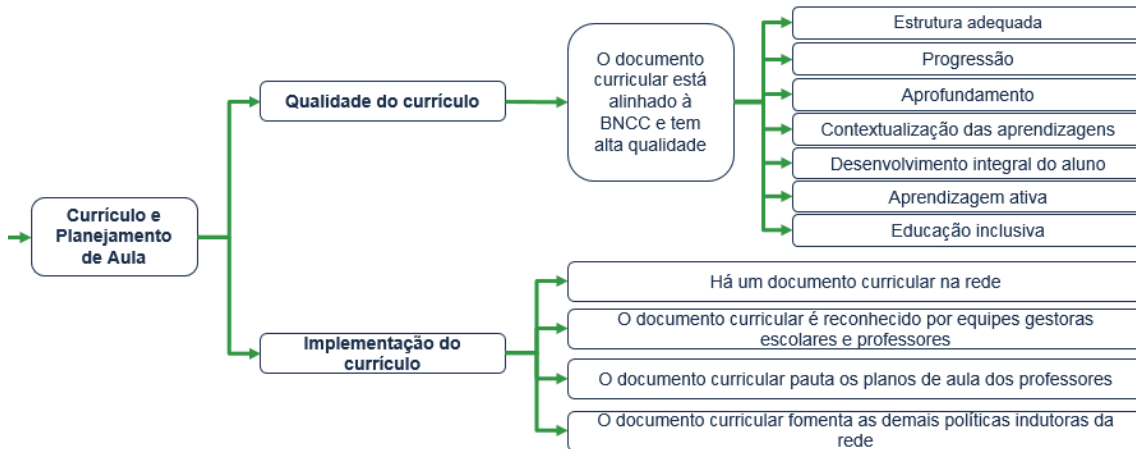 Currículo e
Planejamento
de Aula
Qualidade do currículo
O documento
curricular está
alinhado à
BNCC e tem
alta qualidade
Estrutura adequada
Progressão
Aprofundamento
Contextualização das aprendizagens
Desenvolvimento integral do aluno
Aprendizagem ativa
Educação inclusiva
Implementação do
currículo
Há um documento curricular na rede
O documento curricular é reconhecido por equipes gestoras
escolares e professores
O documento curricular pauta os planos de aula dos professores
O documento curricular fomenta as demais políticas indutoras da
rede